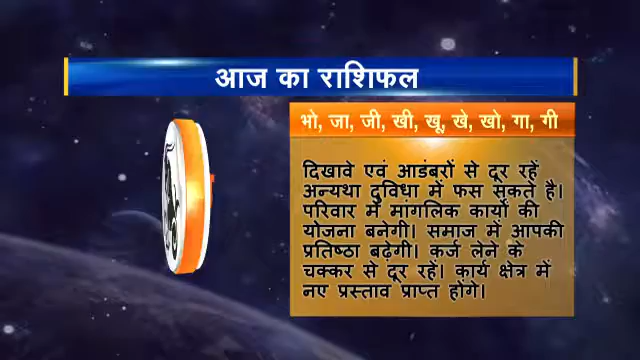 आज का राशिफल
भो, जा, जी, खी, खू, खे, खो, गा, गी
दिखावे एवं आडंबरों से दूर रहें
अन्यथा दुविधा में फस सकते है।
परिवार में मांगलिक कार्यो की
योजना बनेगी। समाज में आपकी
प्रतिष्ठा बढ़ेगी। कर्ज लेने के
चक्कर से दूर रहें। कार्य क्षेत्र में
नए प्रस्ताव प्राप्त होंगे।